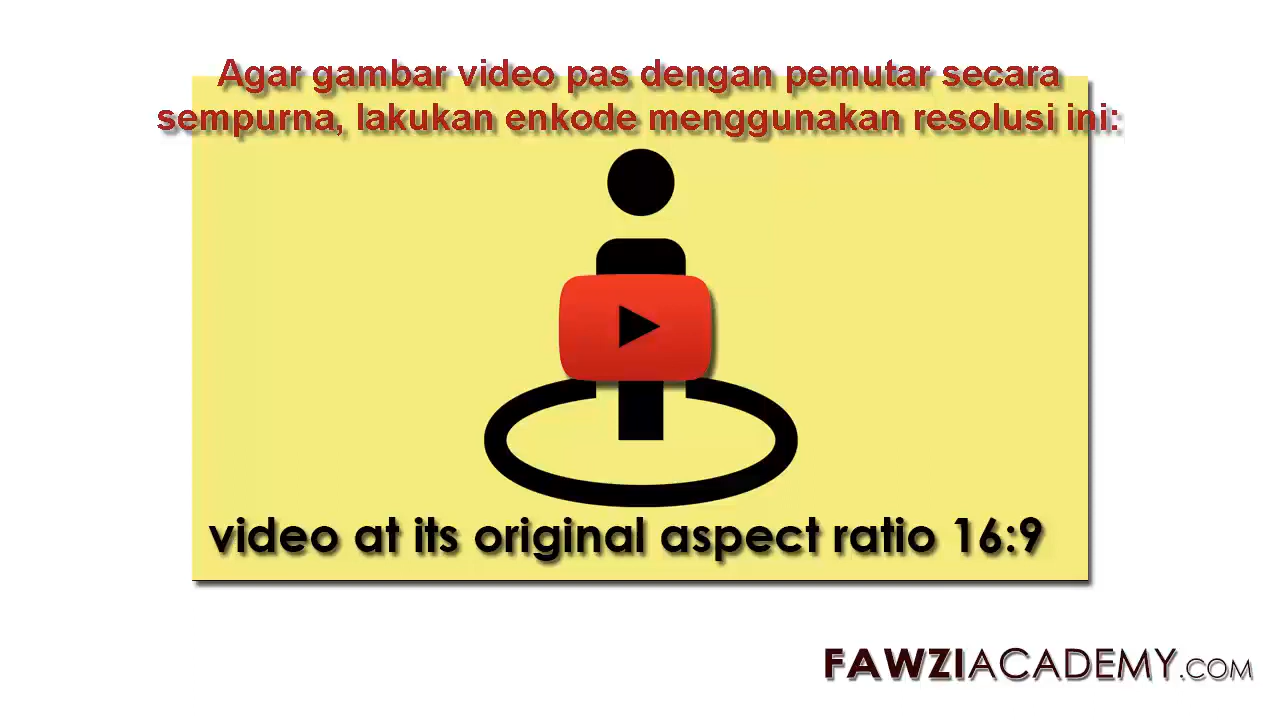 Agar gambar video pas dengan pemutar secara
sempurna, lakukan enkode menggunakan resolusi ini:
video at its original aspect ratio 16:9
FAWZIACADEMY.COM